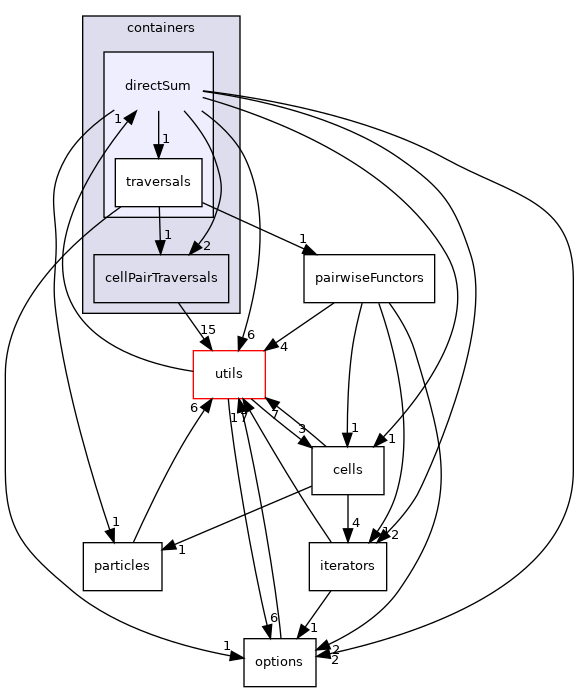 containers
directSum
1
1
traversals
1
2
1
cellPairTraversals
pairwiseFunctors
15
6
4
utils
6
1
7
7
3
1
1
cells
4
1
1
2
particles
iterators
6
1
1
2
2
options